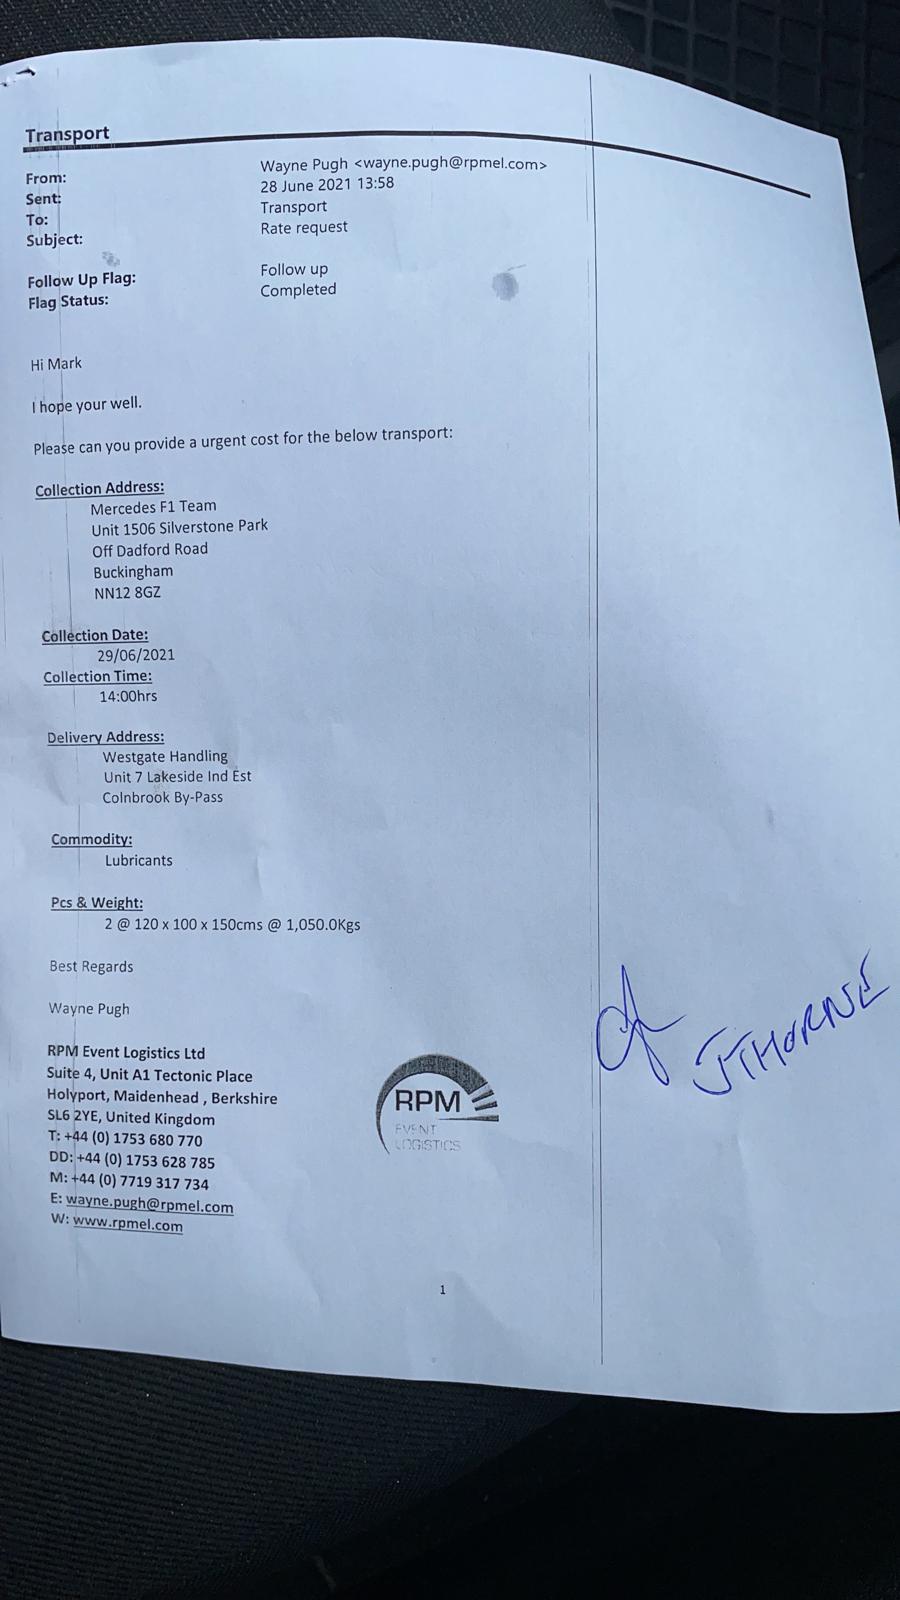 Transport
From: Wayne Pugh <wayne.pugh@rpmel.com>
Sent: 28 June 2021 13:58
To: Transport
Subject: Rate request
Follow Up Flag: Follow up
Flag Status: Completed
Hi Mark
I hope your well.
Please can you provide a urgent cost for the below transport:
Collection Address:
Mercedes F1 Team
Unit 1506 Silverstone Park
Off Dadford Road
Buckingham
NN12 8GZ
Collection Date:
29/06/2021
Collection Time:
14:00hrs
Delivery Address:
Westgate Handling
Unit 7 Lakeside Ind Est
Colnbrook By-Pass
Commodity:
Lubricants
Pcs & Weight:
2 @ 120 x 100 x 150cms @ 1,050.0Kgs
Best Regards
Wayne Pugh
RPM Event Logistics Ltd
Suite 4, Unit A1 Tectonic Place
Holyport, Maidenhead , Berkshire
SL6 2YE, United Kingdom
T: +44 (0) 1753 680 770
DD: +44 (0) 1753 628 785
M: +44 (0) 7719 317 734
E: wayne.pugh@rpmel.com
W: www.rpmel.com
RPM
EVENT
LOGISTICS
J THORNE
1